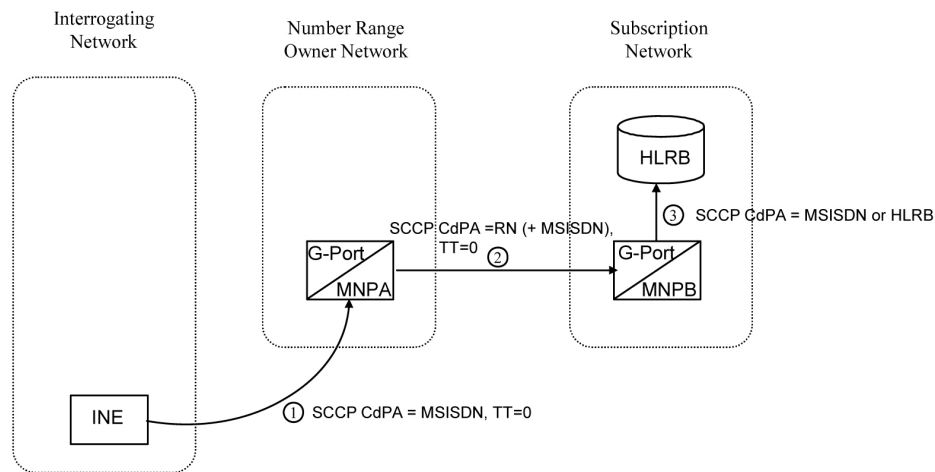 Interrogating
Network
Number Range
Owner Network
Subscription
Network
HLRB
3 SCCP CdPA = MSISDN or HLRB
SCCP CdPA =RN (+ MSISDN),
TT=0
2
G-Port
MNPA
G-Port
MNPB
INE
1 SCCP CdPA = MSISDN, TT=0